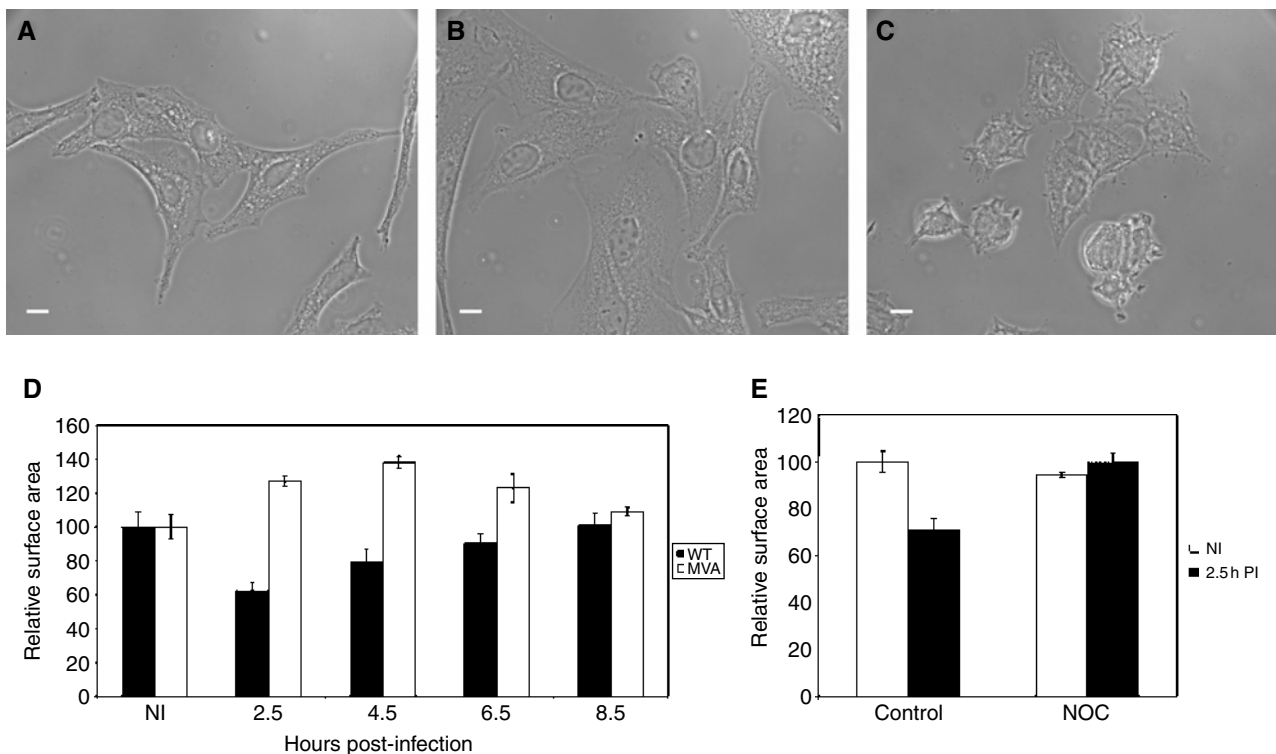 A
B
C
D
160
140
120
100
80
60
40
20
0
Relative surface area
NI
2.5
4.5
6.5
8.5
Hours post-infection
WT
MVA
E
120
100
80
60
40
20
0
Relative surface area
Control
NOC
NI
2.5 h PI